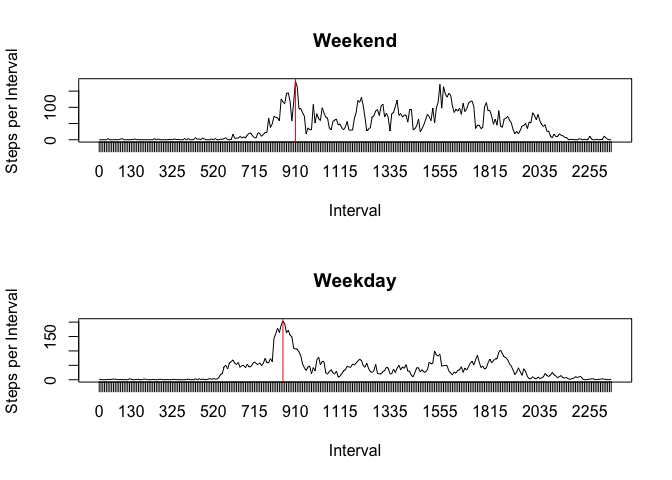 Weekend
Steps per Interval
100
0
0 130 325 520 715 910 1115 1335 1555 1815 2035 2255
Interval
Weekday
Steps per Interval
150
0
0 130 325 520 715 910 1115 1335 1555 1815 2035 2255
Interval